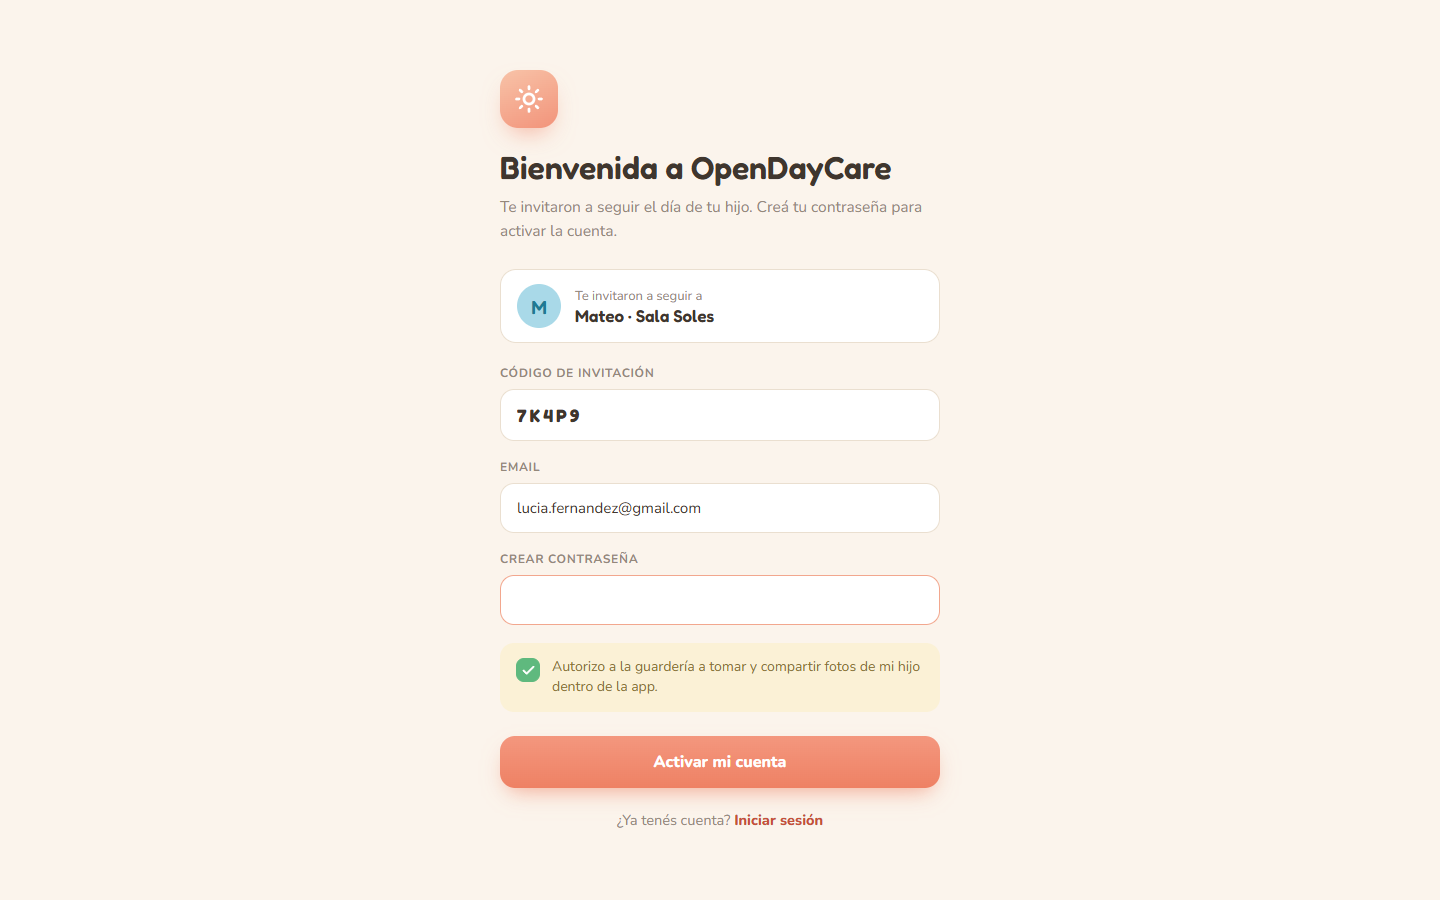 Bienvenida a OpenDayCare
Te invitaron a seguir el día de tu hijo. Creá tu contraseña para
activar la cuenta.
M
Te invitaron a seguir a
Mateo · Sala Soles
CÓDIGO DE INVITACIÓN
7K4P9
EMAIL
lucia.fernandez@gmail.com
CREAR CONTRASEÑA
Autorizo a la guardería a tomar y compartir fotos de mi hijo
dentro de la app.
Activar mi cuenta
¿Ya tenés cuenta? Iniciar sesión